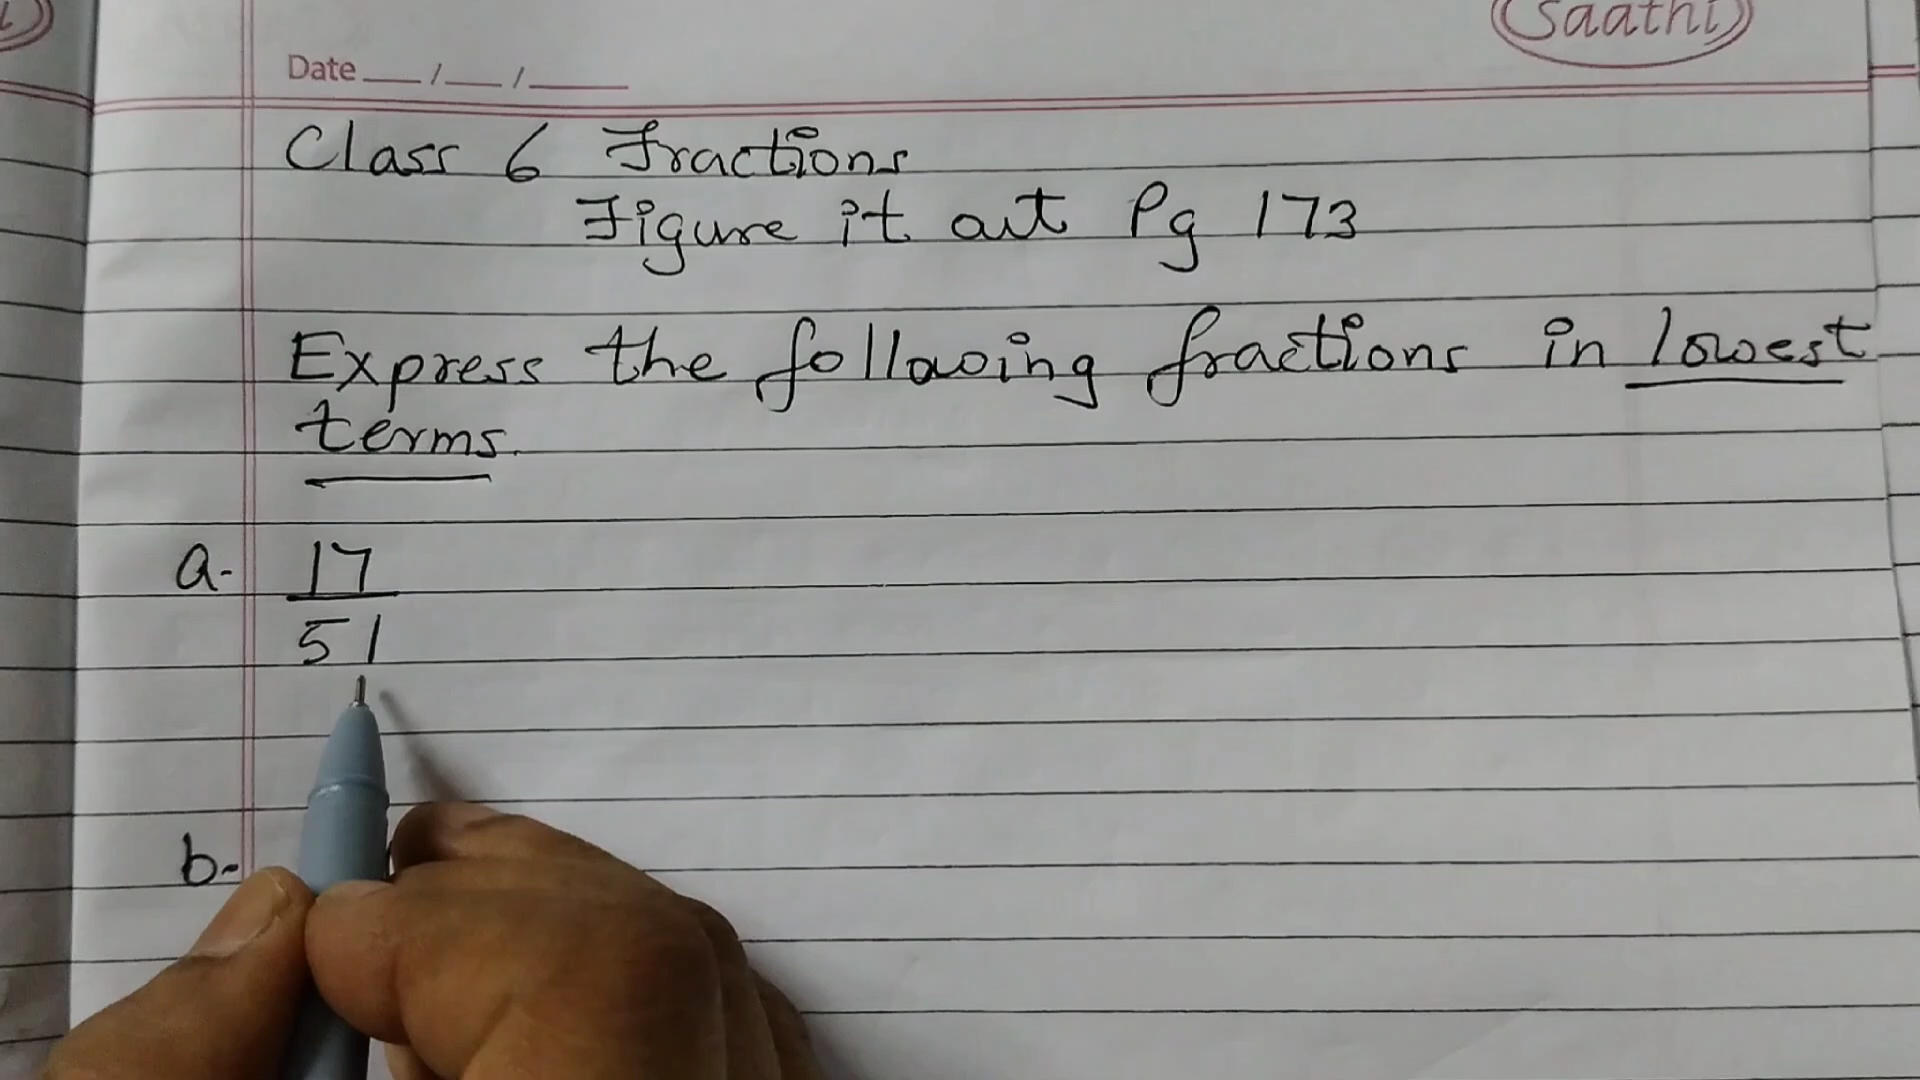 Saathi
Date __/__/____
Class 6 Fractions
Figure it out Pg 173
Express the following fractions in lowest
terms.
a. 17
51
b.